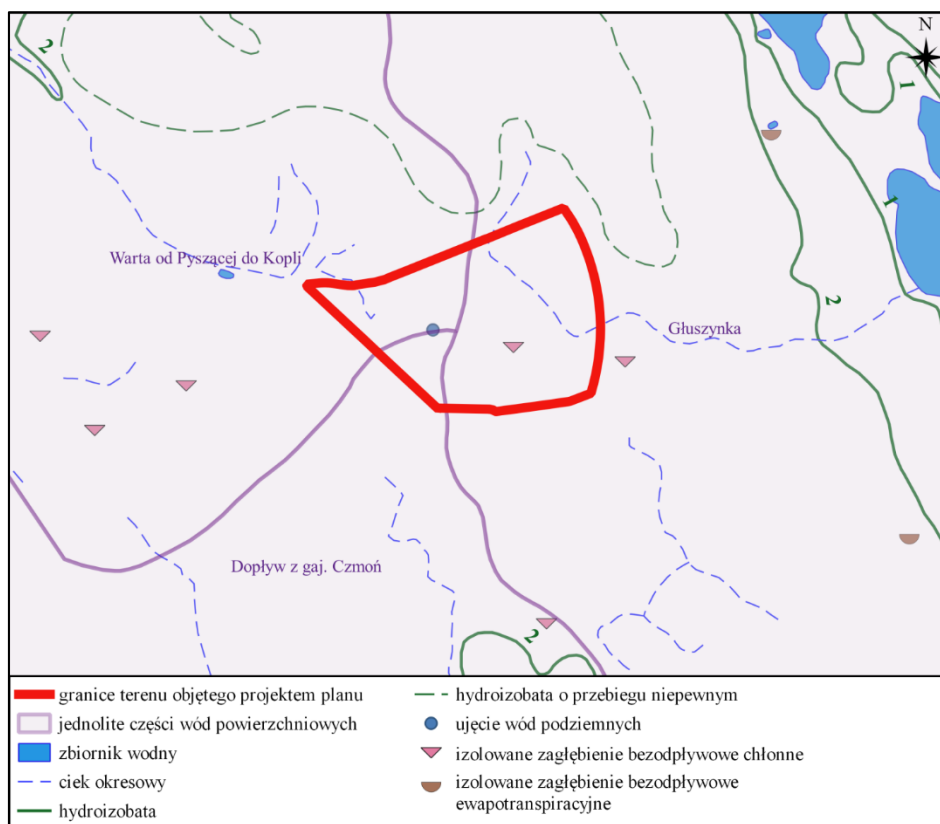 N
2
1
Warta od Pyszącej do Kopli
1
2
Głuszynka
Dopływ z gaj. Czmoń
2
granice terenu objętego projektem planu
jednolite części wód powierzchniowych
zbiornik wodny
ciek okresowy
hydroizobata
hydroizobata o przebiegu niepewnym
ujęcie wód podziemnych
izolowane zagłębienie bezodpływowe chłonne
izolowane zagłębienie bezodpływowe
ewapotranspiracyjne